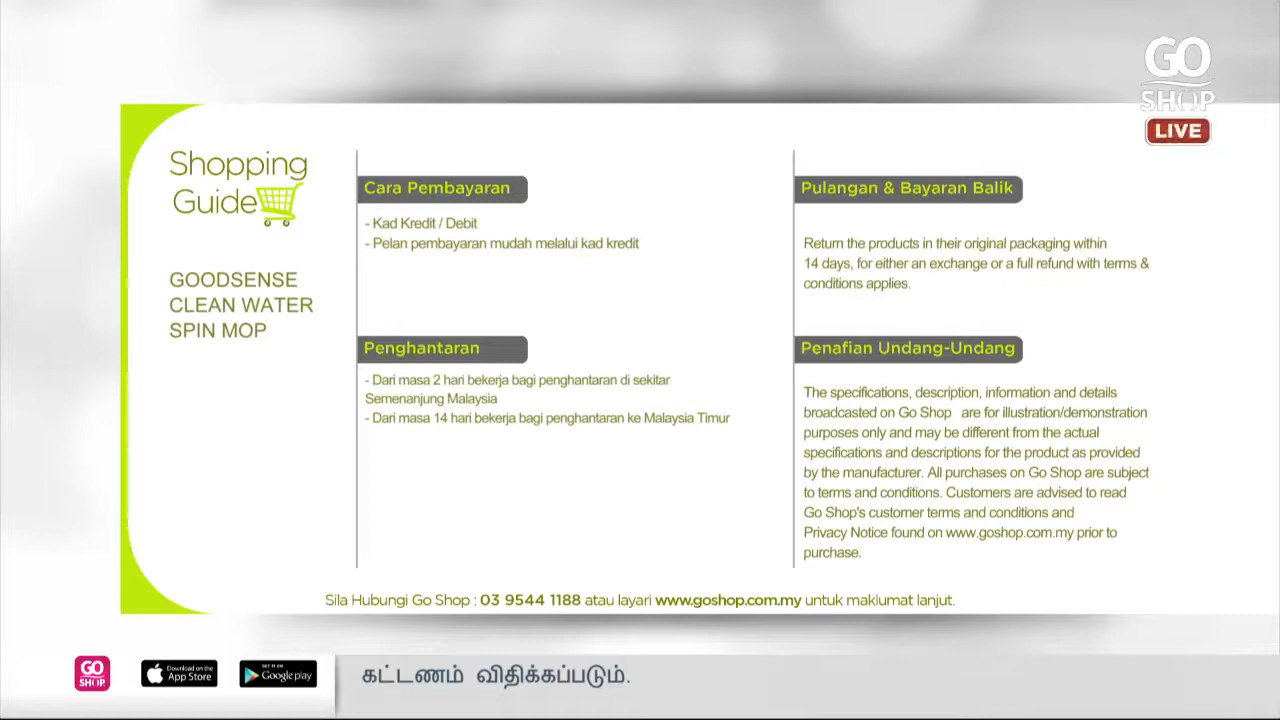 GO
SHOP
LIVE
Shopping
Guide
GOODSENSE
CLEAN WATER
SPIN MOP
Cara Pembayaran
- Kad Kredit / Debit
- Pelan pembayaran mudah melalui kad kredit
Penghantaran
- Dari masa 2 hari bekerja bagi penghantaran di sekitar
Semenanjung Malaysia
- Dari masa 14 hari bekerja bagi penghantaran ke Malaysia Timur
Pulangan & Bayaran Balik
Return the products in their original packaging within
14 days, for either an exchange or a full refund with terms &
conditions applies.
Penafian Undang-Undang
The specifications, description, information and details
broadcasted on Go Shop are for illustration/demonstration
purposes only and may be different from the actual
specifications and descriptions for the product as provided
by the manufacturer. All purchases on Go Shop are subject
to terms and conditions. Customers are advised to read
Go Shop's customer terms and conditions and
Privacy Notice found on www.goshop.com.my prior to
purchase.
Sila Hubungi Go Shop : 03 9544 1188 atau layari www.goshop.com.my untuk maklumat lanjut.
GO
SHOP
Download on the
App Store
GET IT ON
Google play
கட்டணம் விதிக்கப்படும்.